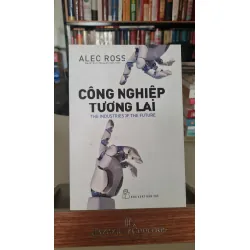 ALEC ROSS
CÔNG NGHIỆP
TƯƠNG LAI
THE INDUSTRIES OF THE FUTURE